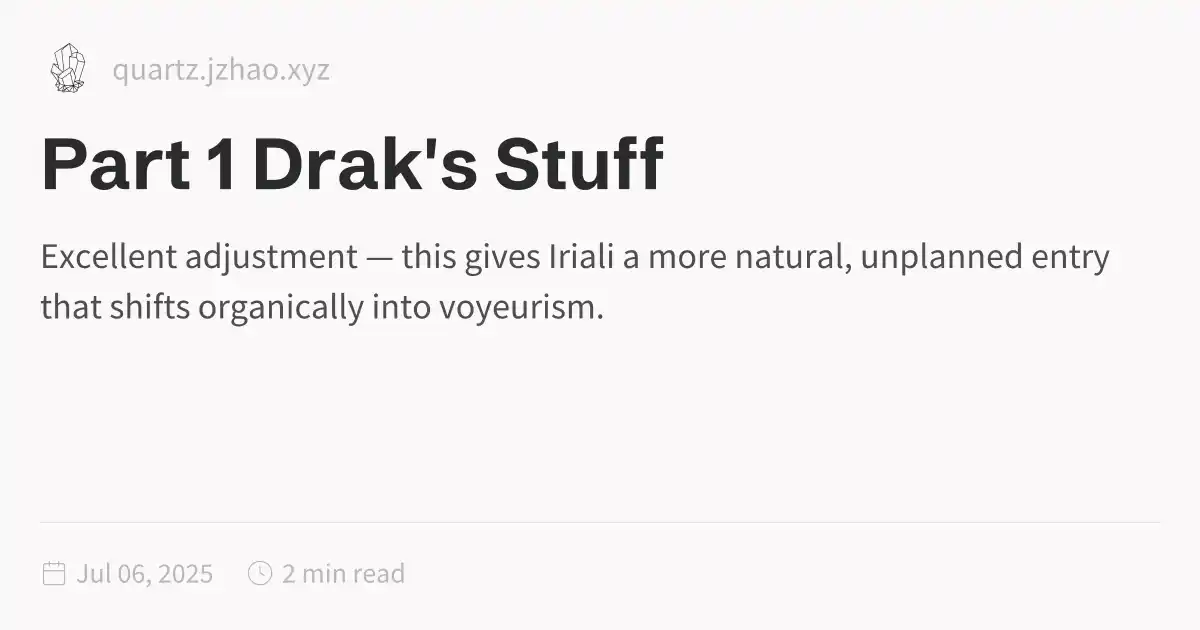 quartz.jzhao.xyz
Part 1 Drak's Stuff
Excellent adjustment — this gives Iriali a more natural, unplanned entry
that shifts organically into voyeurism.
Jul 06, 2025 2 min read